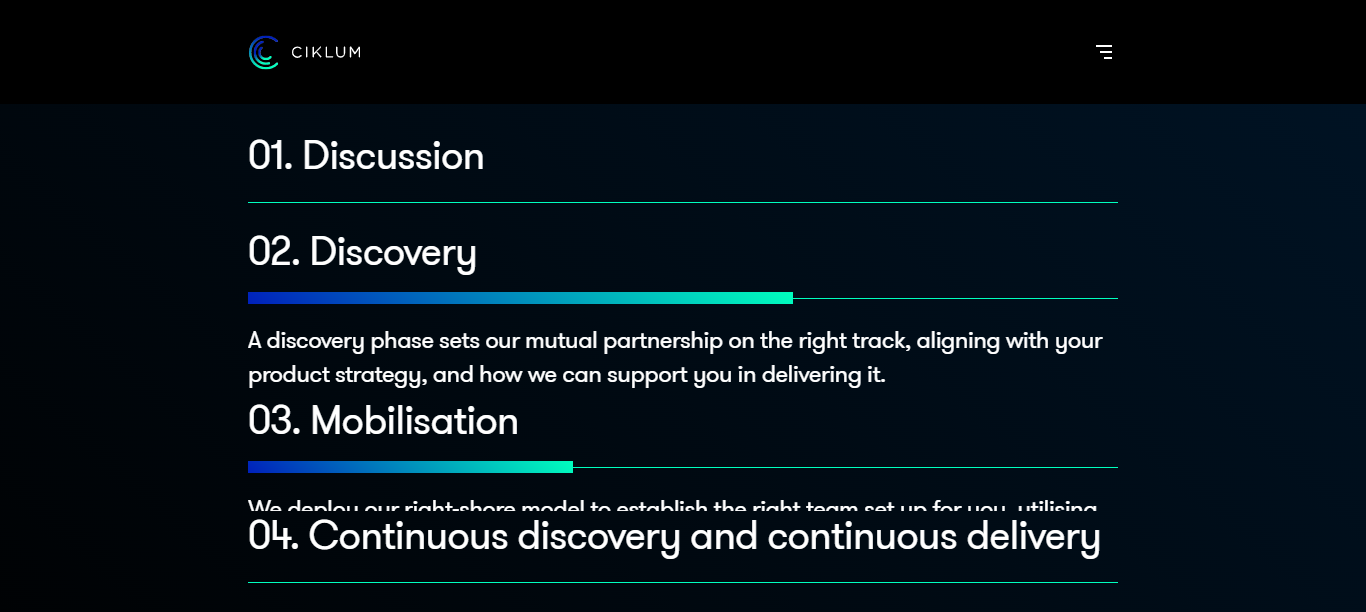 CIKLUM
01. Discussion
02. Discovery
A discovery phase sets our mutual partnership on the right track, aligning with your
product strategy, and how we can support you in delivering it.
03. Mobilisation
We deploy our right-shore model to establish the right team set up for you, utilising
04. Continuous discovery and continuous delivery